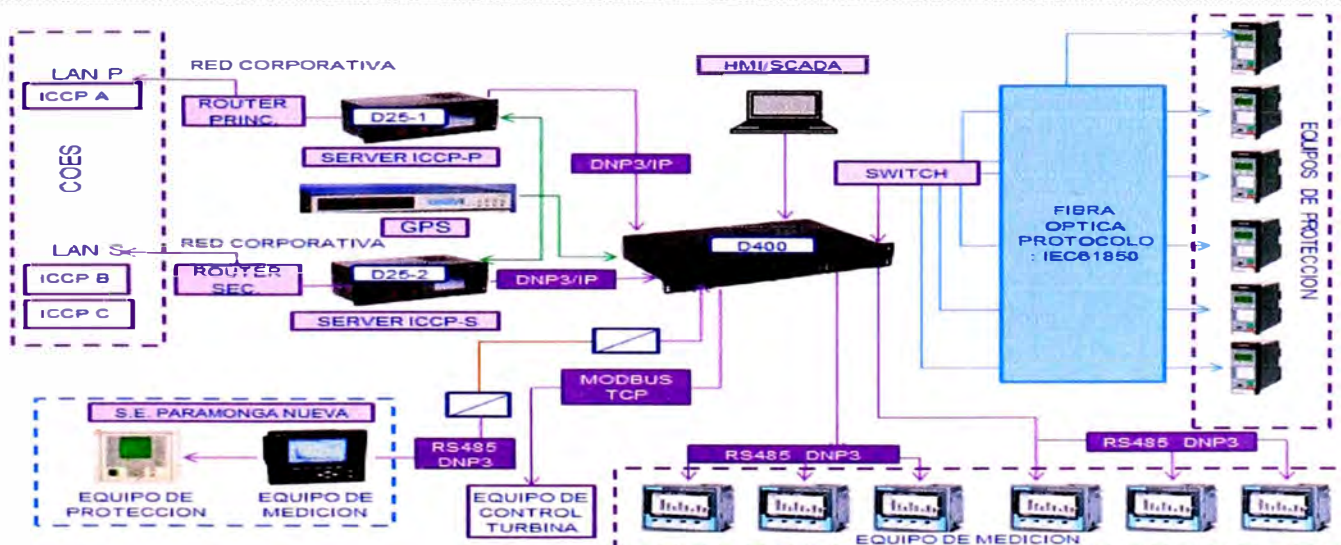 RED CORPORATIVA
LAN P
ICCP A
ROUTER
PRINC.
D25-1
SERVER ICCP-P
DNP3/IP
HMI/SCADA
SWITCH
COES
GPS
D400
FIBRA
OPTICA
PROTOCOLO
: IEC61850
EQUIPOS DE PROTECCION
RED CORPORATIVA
LAN S
ICCP B
ICCP C
ROUTER
SEC.
D25-2
SERVER ICCP-S
DNP3/IP
MODBUS
TCP
S.E. PARAMONGA NUEVA
EQUIPO DE
PROTECCION
EQUIPO DE
MEDICION
RS485
DNP3
EQUIPO DE
CONTROL
TURBINA
RS485 DNP3
RS485 DNP3
EQUIPO DE MEDICION